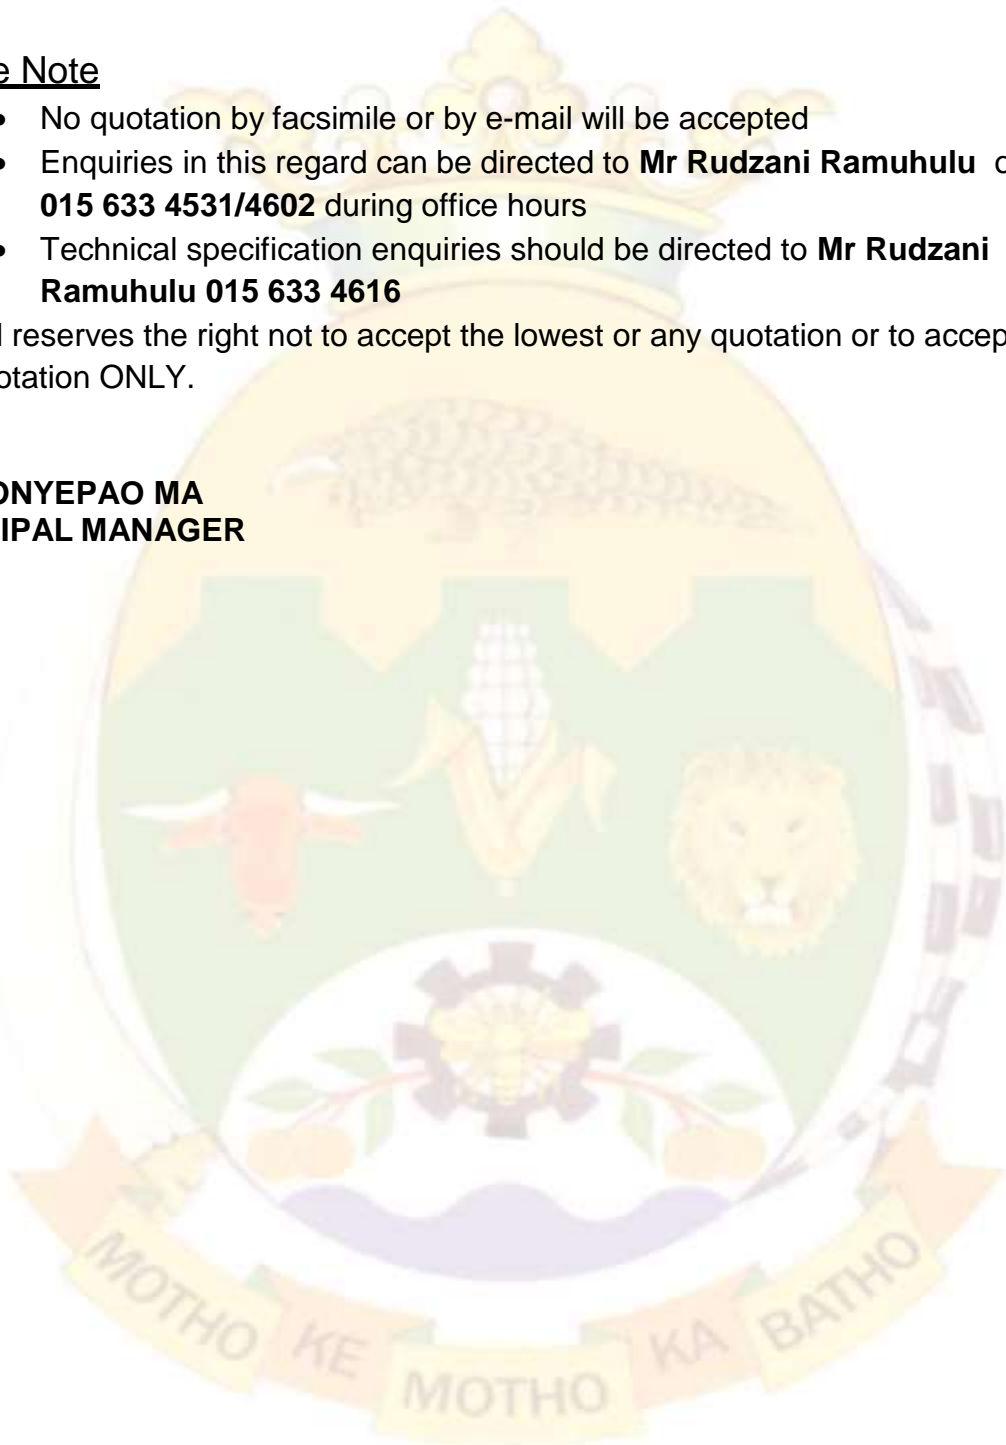 e Note
• No quotation by facsimile or by e-mail will be accepted
• Enquiries in this regard can be directed to Mr Rudzani Ramuhulu
015 633 4531/4602 during office hours
• Technical specification enquiries should be directed to Mr Rudzani
Ramuhulu 015 633 4616
reserves the right not to accept the lowest or any quotation or to accep
otation ONLY.
ONYEPAO MA
IPAL MANAGER
MOTHO KE MOTHO KA BATHO